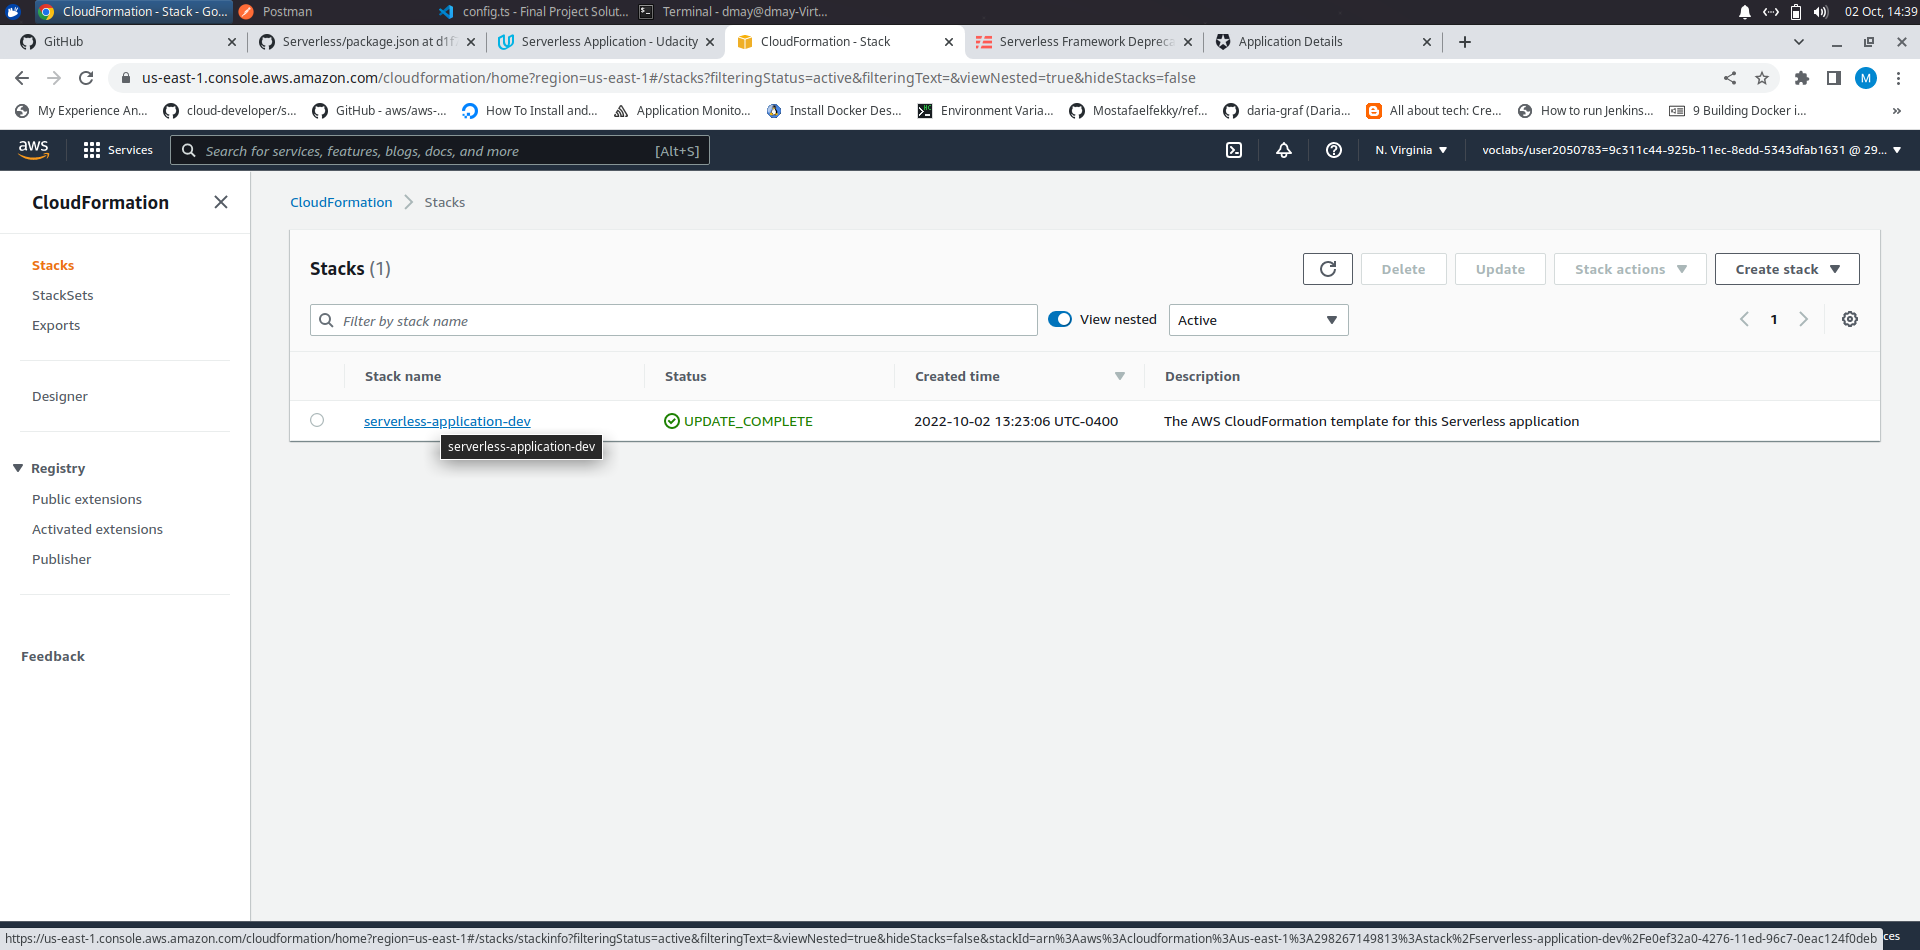 CloudFormation - Stack - Go...
Postman
config.ts - Final Project Solut...
Terminal - dmay@dmay-Virt...
02 Oct, 14:39
GitHub
Serverless/package.json at d1f
Serverless Application - Udacity
CloudFormation - Stack
Serverless Framework Depreca
Application Details
us-east-1.console.aws.amazon.com/cloudformation/home?region=us-east-1#/stacks?filteringStatus=active&filteringText=&viewNested=true&hideStacks=false
M
My Experience An...
cloud-developer/s...
GitHub - aws/aws-...
How To Install and...
Application Monito...
Install Docker Des...
Environment Varia...
Mostafaelfekky/ref...
daria-graf (Daria...
All about tech: Cre...
How to run Jenkins...
9 Building Docker i...
»
aws
Services
Search for services, features, blogs, docs, and more
[Alt+S]
N. Virginia
voclabs/user2050783=9c311c44-925b-11ec-8edd-5343dfab1631 @ 29...
CloudFormation
Stacks
StackSets
Exports
Designer
Registry
Public extensions
Activated extensions
Publisher
Feedback
CloudFormation
Stacks
Stacks (1)
Delete
Update
Stack actions
Create stack
Filter by stack name
View nested
Active
1
Stack name
Status
Created time
Description
serverless-application-dev
UPDATE_COMPLETE
2022-10-02 13:23:06 UTC-0400
The AWS CloudFormation template for this Serverless application
serverless-application-dev
https://us-east-1.console.aws.amazon.com/cloudformation/home?region=us-east-1#/stacks/stackinfo?filteringStatus=active&filteringText=&viewNested=true&hideStacks=false&stackId=arn%3Aaws%3Acloudformation%3Aus-east-1%3A298267149813%3Astack%2Fserverless-application-dev%2Fe0ef32a0-4276-11ed-96c7-0eac124f0deb
ces